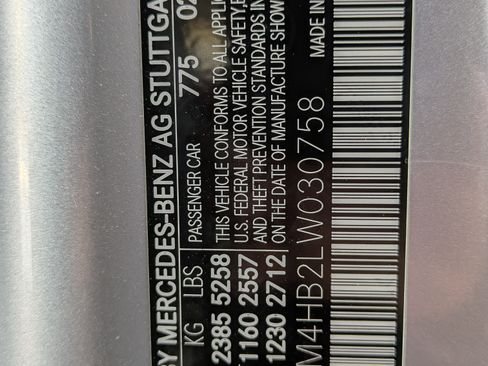 BY MERCEDES-BENZ AG STUTTGA
KG LBS PASSENGER CAR 775 02
2385 5258 THIS VEHICLE CONFORMS TO ALL APPLI
1160 2557 U.S. FEDERAL MOTOR VEHICLE SAFETY,
1230 2712 AND THEFT PREVENTION STANDARDS IN
ON THE DATE OF MANUFACTURE SHOW
MADE IN
M4HB2LW030758